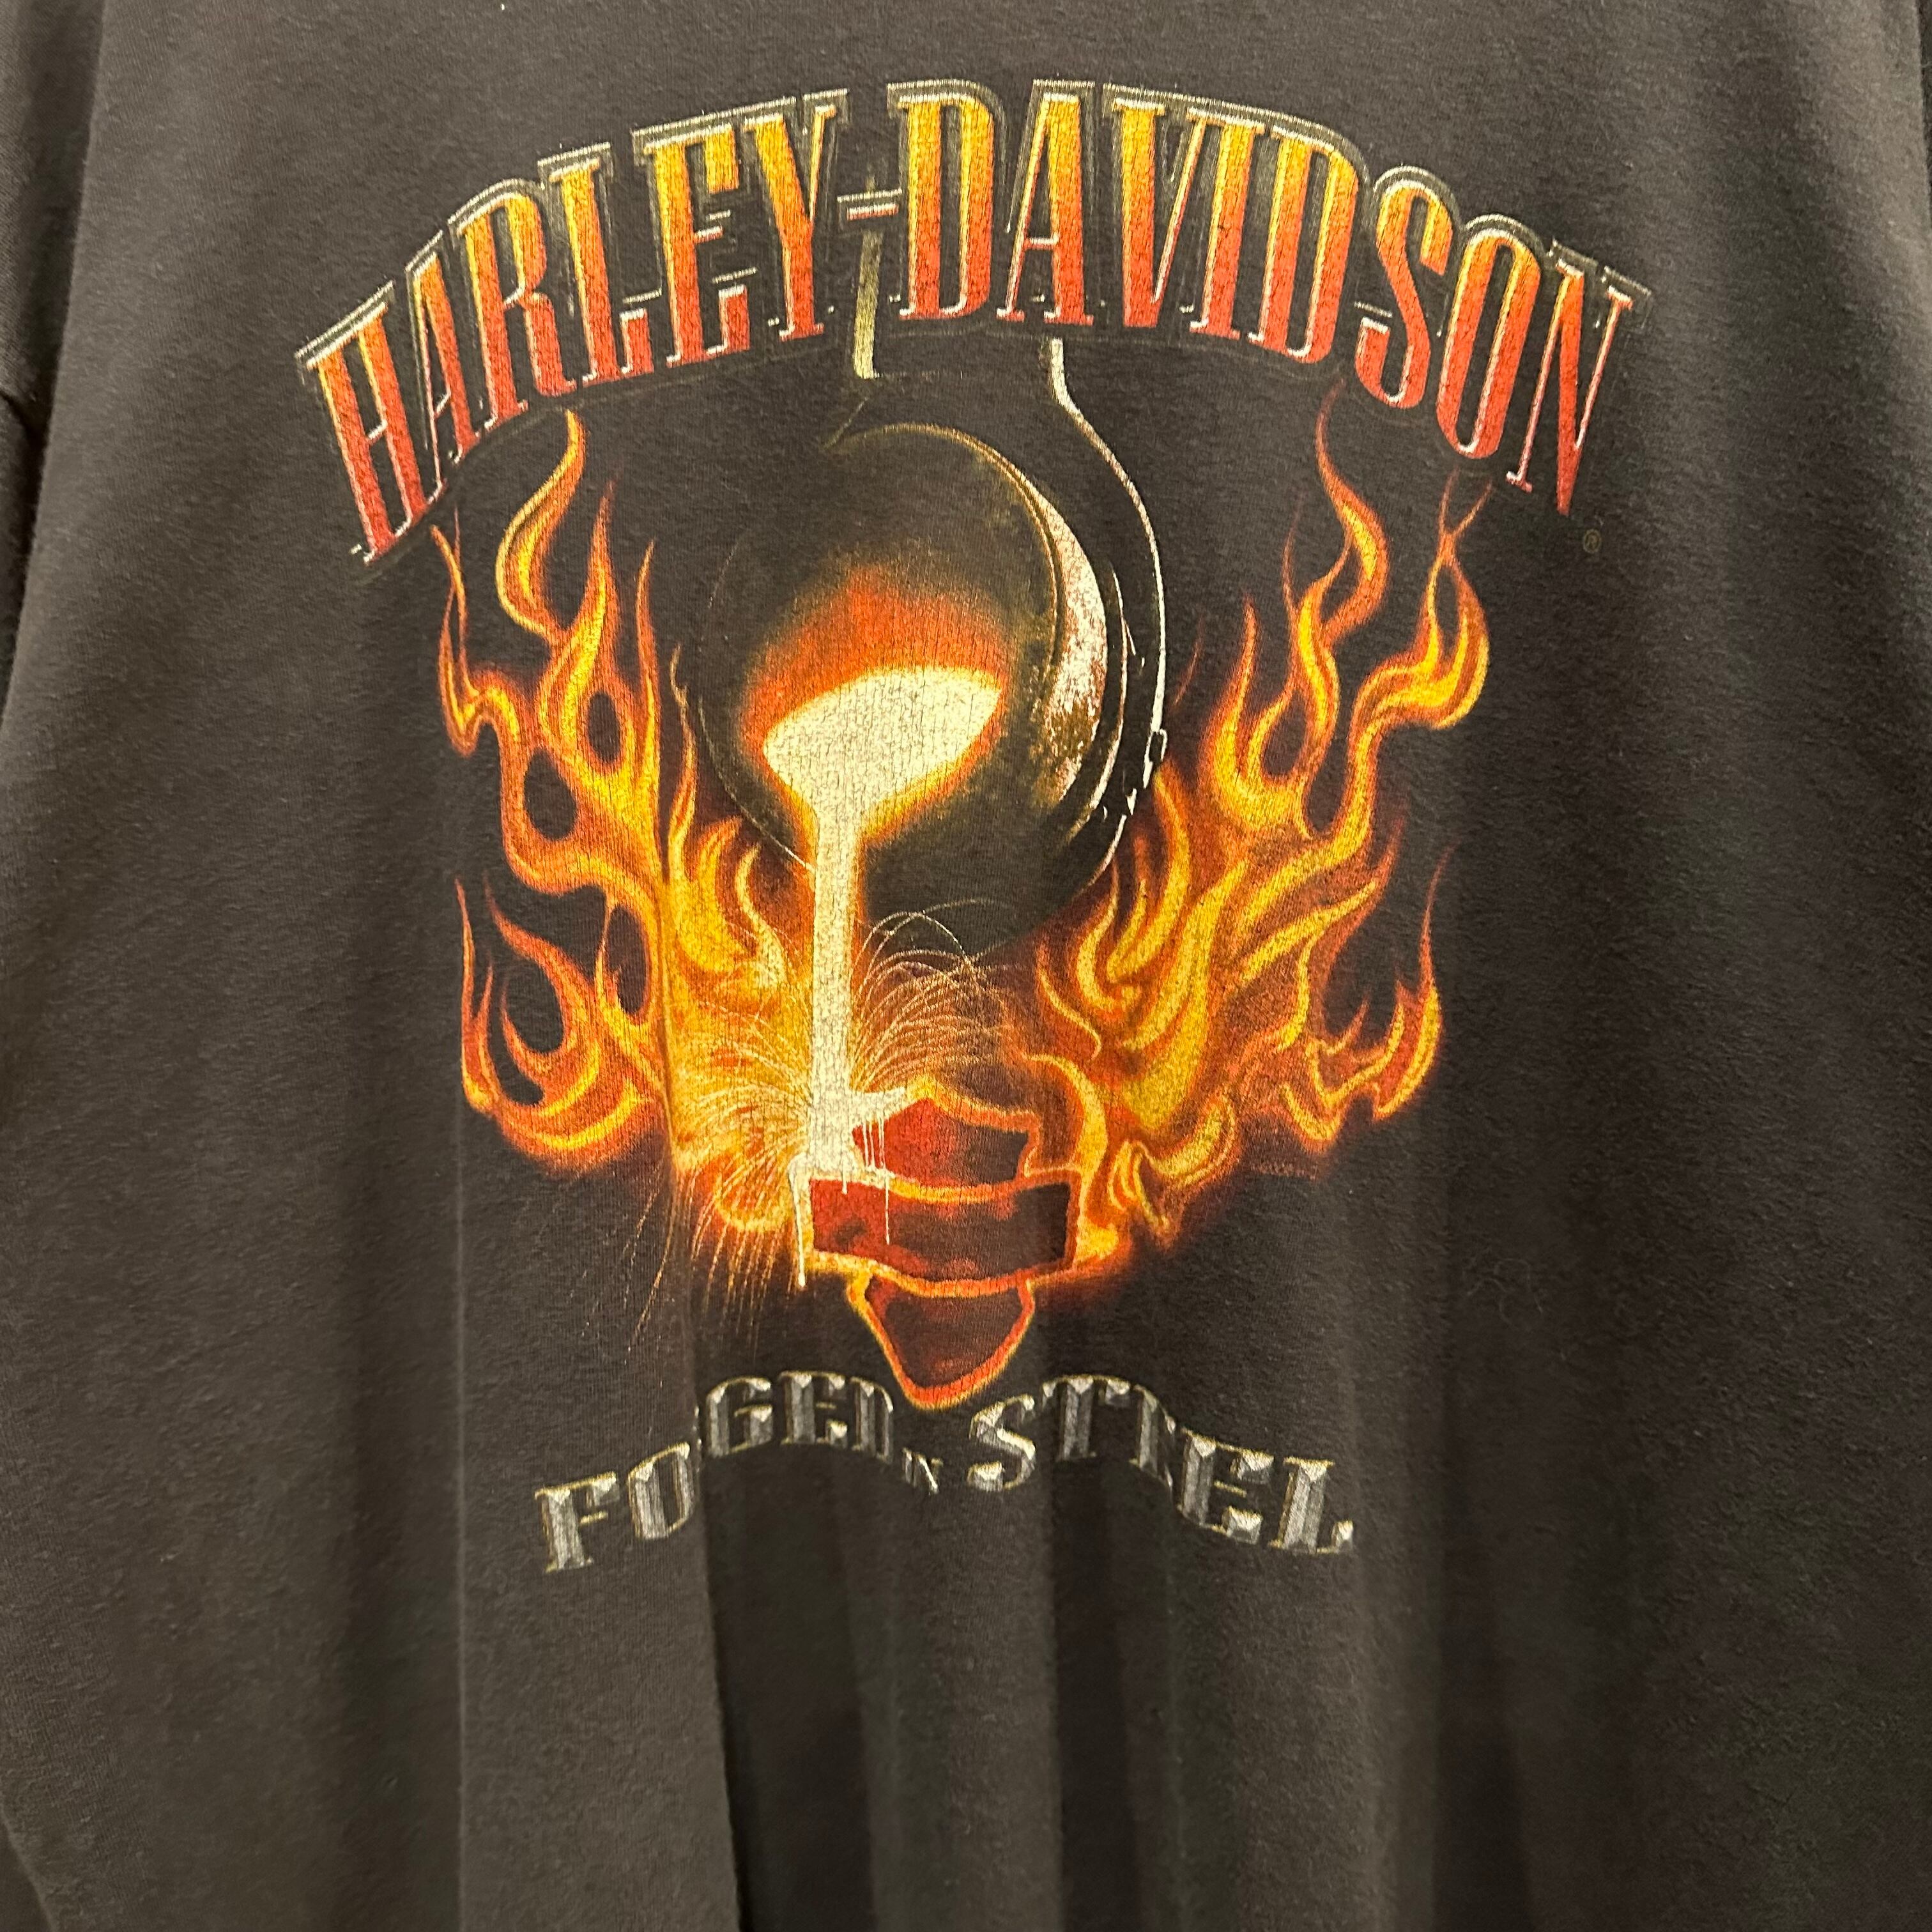 HARLEY-DAVIDSON
®
FORGED IN STEEL